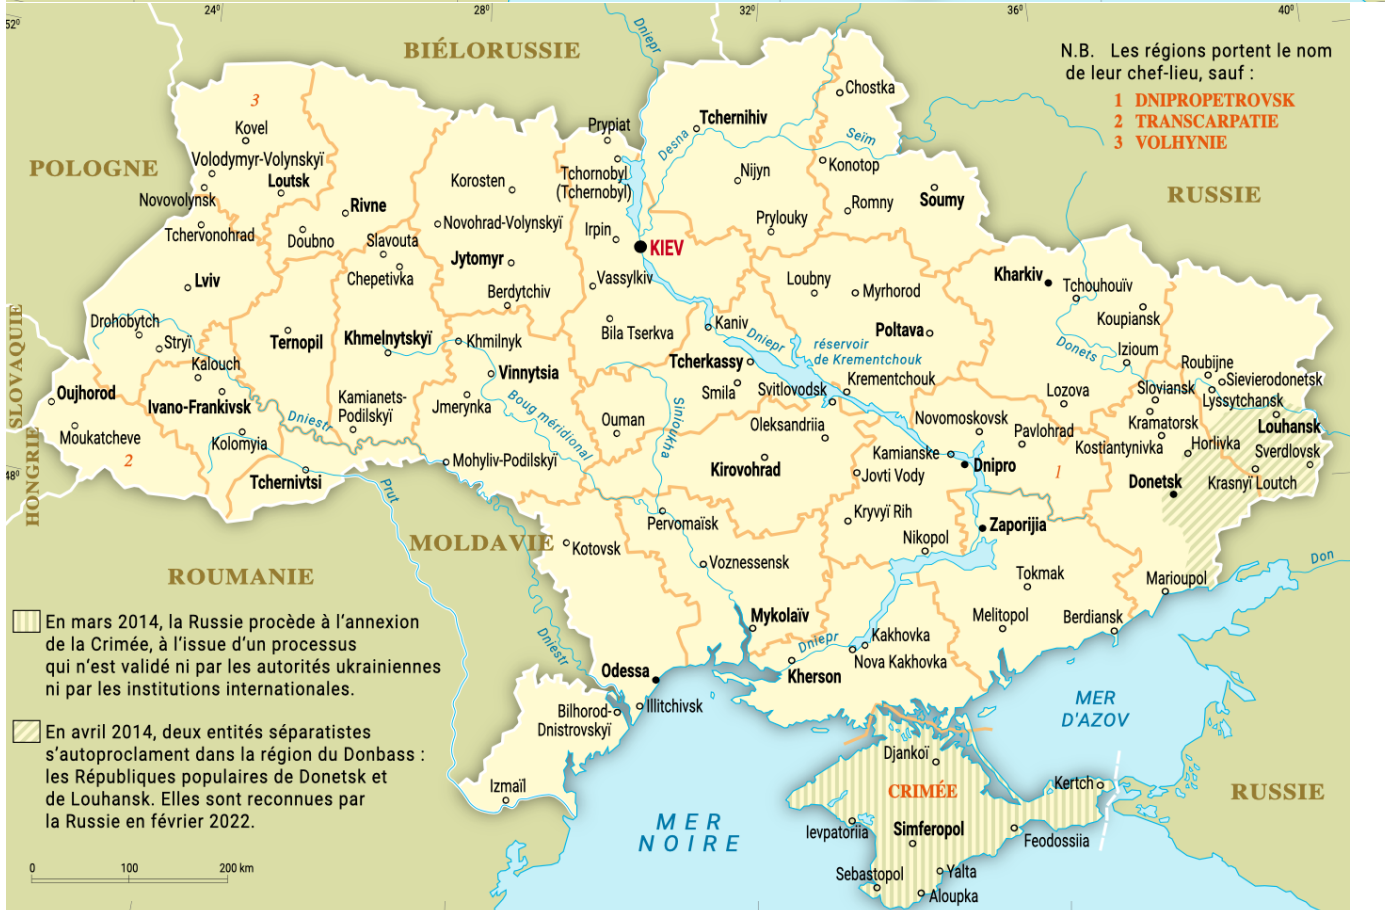 24°
28°
32°
36°
40°
52°
BIÉLORUSSIE
Dniepr
N.B. Les régions portent le nom
de leur chef-lieu, sauf :
1 DNIPROPETROVSK
2 TRANSCARPATIE
3 VOLHYNIE
3
Chostka
Kovel
Prypiat
Tchernihiv
Desna
Seïm
POLOGNE
Volodymyr-Volynskyï
Loutsk
Korosten
Tchornobyl
(Tchernobyl)
Nijyn
Konotop
RUSSIE
Novovolynsk
Rivne
Romny
Soumy
Tchervonohrad
Doubno
Slavouta
Novohrad-Volynskyï
Irpin
Prylouky
KIEV
Jytomyr
Chepetivka
Lviv
Berdytchiv
Vassylkiv
Loubny
Myrhorod
Kharkiv
Tchouhouïv
Koupiansk
Drohobytch
Stryï
Ternopil
Khmelnytskyï
Khmilnyk
Bila Tserkva
Kaniv
Dniepr
réservoir
de Krementchouk
Poltava
Donets
Izioum
SLOVAQUIE
Kalouch
Vinnytsia
Tcherkassy
Roubijne
Oujhorod
Ivano-Frankivsk
Kamianets-
Podilskyï
Jmerynka
Boug méridional
Smila
Svitlovodsk
Krementchouk
Lozova
Sloviansk
Sievierodonetsk
Lyssytchansk
Dniestr
Ouman
Sinioukha
Oleksandriia
Novomoskovsk
Kramatorsk
Louhansk
Moukatcheve
Kolomyia
Pavlohrad
Kostiantynivka
Horlivka
Sverdlovsk
HONGRIE
2
48°
Mohyliv-Podilskyï
Kirovohrad
Kamianske
Dnipro
1
Tchernivtsi
Jovti Vody
Donetsk
Krasnyï Loutch
Prut
Pervomaïsk
Kryvyï Rih
Zaporijia
MOLDAVIE
Kotovsk
Nikopol
Don
ROUMANIE
Voznessensk
Tokmak
Marioupol
En mars 2014, la Russie procède à l'annexion
de la Crimée, à l'issue d'un processus
qui n'est validé ni par les autorités ukrainiennes
ni par les institutions internationales.
Dniestr
Mykolaïv
Dniepr
Kakhovka
Melitopol
Berdiansk
Nova Kakhovka
Odessa
Kherson
Illitchivsk
Bilhorod-
Dnistrovskyï
MER
D'AZOV
En avril 2014, deux entités séparatistes
s'autoproclament dans la région du Donbass :
les Républiques populaires de Donetsk et
de Louhansk. Elles sont reconnues par
la Russie en février 2022.
Djankoï
Izmaïl
CRIMÉE
Kertch
RUSSIE
MER
NOIRE
Ievpatoriia
Simferopol
Feodossiia
0 100 200 km
Sebastopol
Yalta
Aloupka